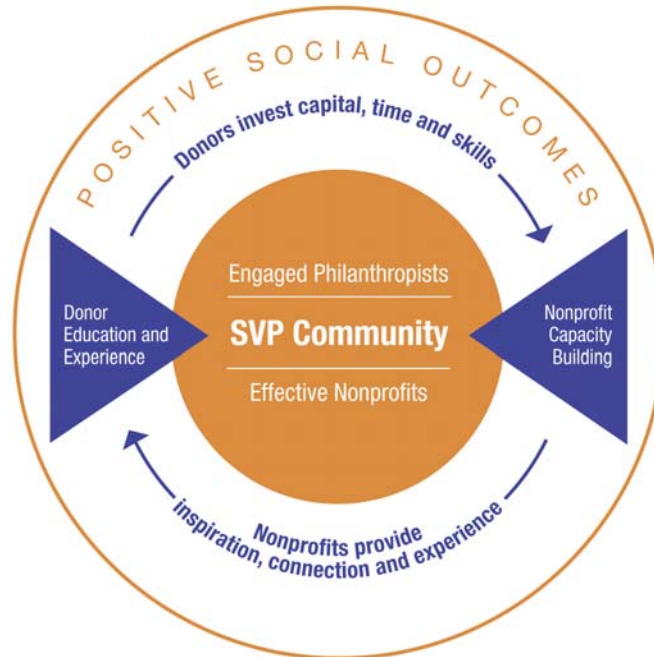 POSITIVE SOCIAL OUTCOMES
Donors invest capital, time and skills
Engaged Philanthropists
SVP Community
Effective Nonprofits
Donor
Education and
Experience
Nonprofit
Capacity
Building
Nonprofits provide
inspiration, connection and experience